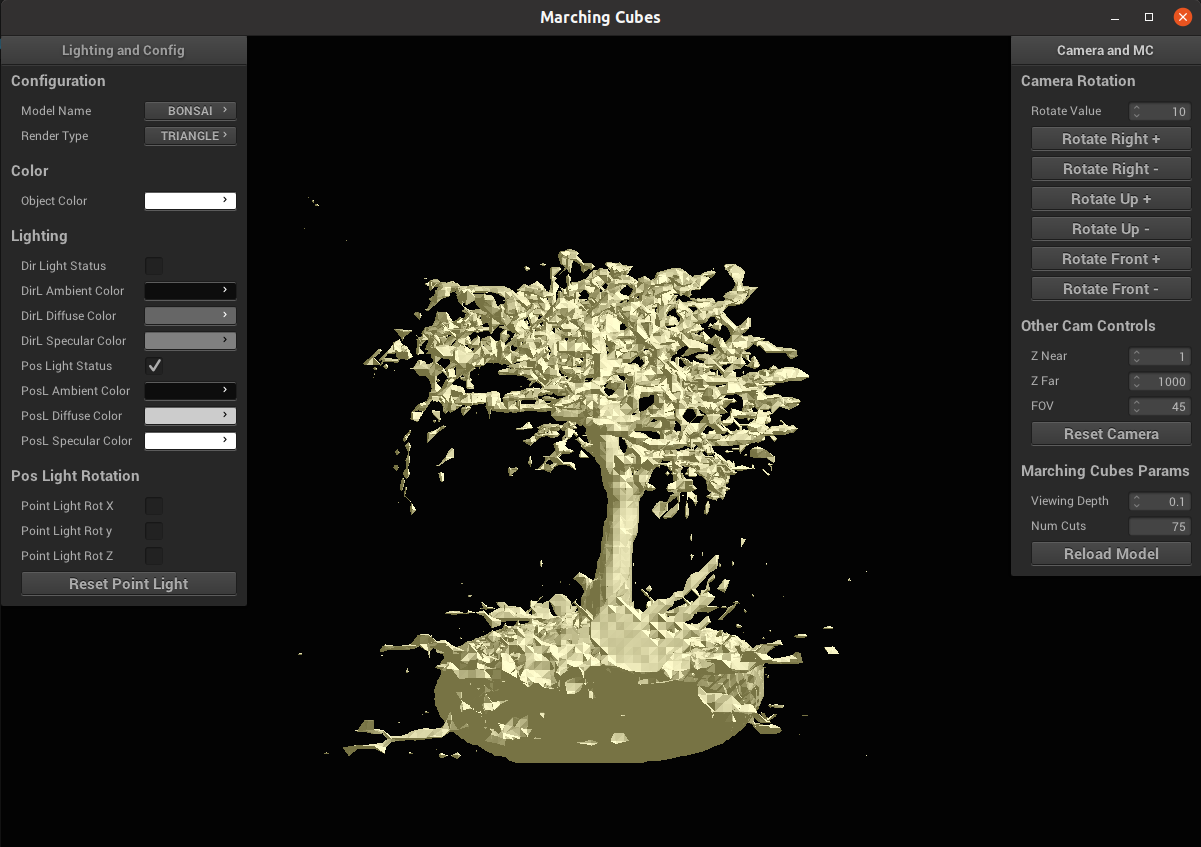 Marching Cubes
Lighting and Config
Configuration
Model Name BONSAI
Render Type TRIANGLE
Color
Object Color
Lighting
Dir Light Status
DirL Ambient Color
DirL Diffuse Color
DirL Specular Color
Pos Light Status
PosL Ambient Color
PosL Diffuse Color
PosL Specular Color
Pos Light Rotation
Point Light Rot X
Point Light Rot y
Point Light Rot Z
Reset Point Light
Camera and MC
Camera Rotation
Rotate Value 10
Rotate Right +
Rotate Right -
Rotate Up +
Rotate Up -
Rotate Front +
Rotate Front -
Other Cam Controls
Z Near 1
Z Far 1000
FOV 45
Reset Camera
Marching Cubes Params
Viewing Depth 0.1
Num Cuts 75
Reload Model